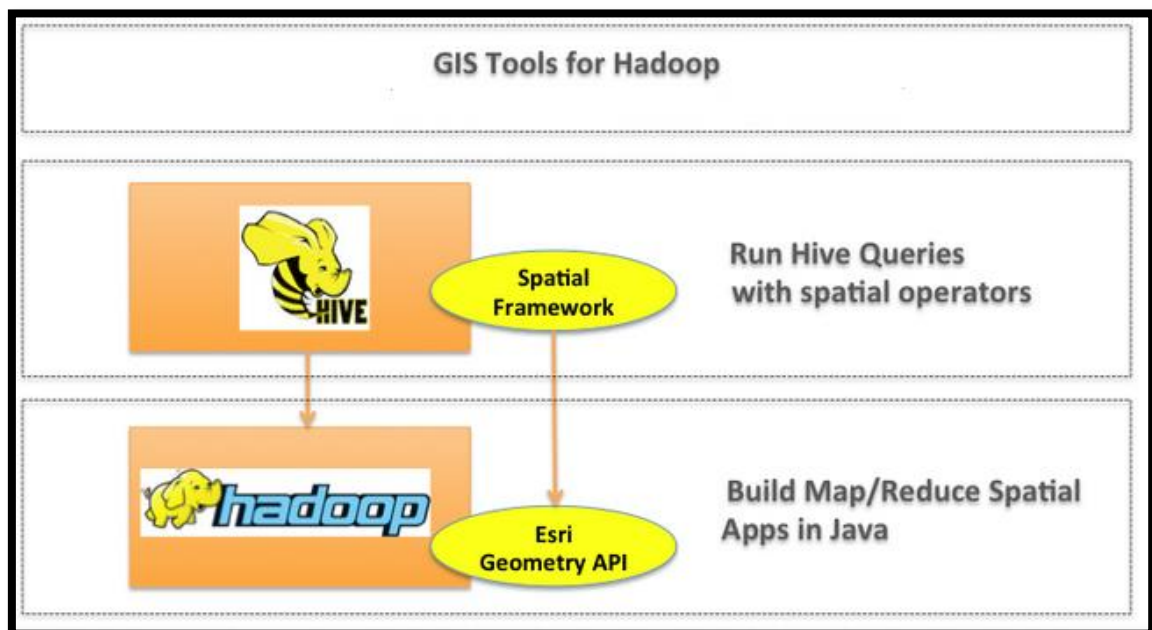 GIS Tools for Hadoop
HIVE
Spatial
Framework
Run Hive Queries
with spatial operators
hadoop
Esri
Geometry API
Build Map/Reduce Spatial
Apps in Java